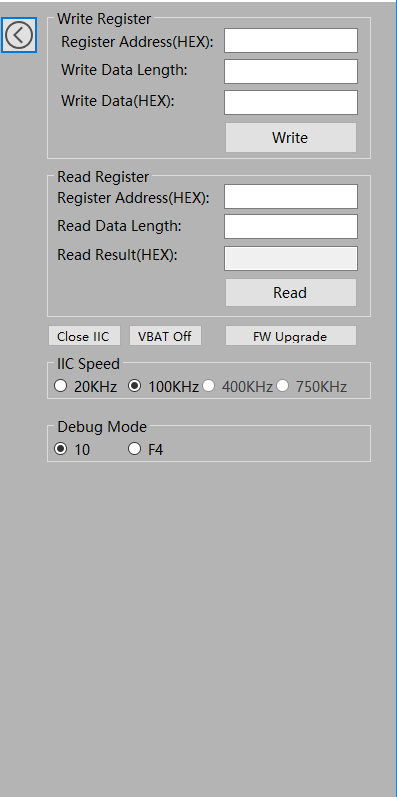 Write Register
Register Address(HEX):
Write Data Length:
Write Data(HEX):
Write
Read Register
Register Address(HEX):
Read Data Length:
Read Result(HEX):
Read
Close IIC VBAT Off FW Upgrade
IIC Speed
20KHz 100KHz 400KHz 750KHz
Debug Mode
10 F4